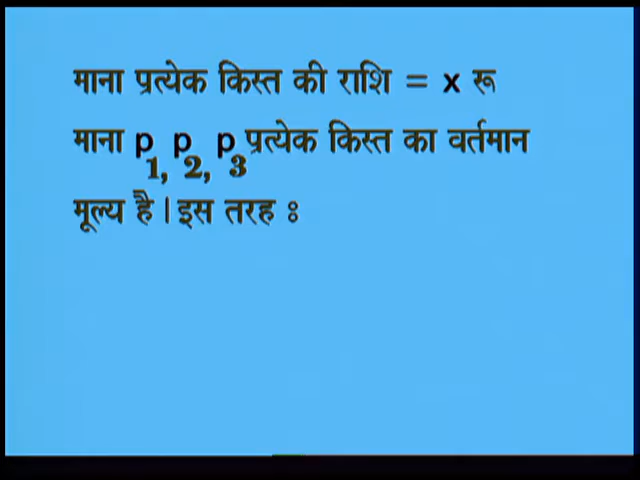 माना प्रत्येक किस्त की राशि = x रू
माना p₁, p₂, p₃ प्रत्येक किस्त का वर्तमान
मूल्य है। इस तरह :